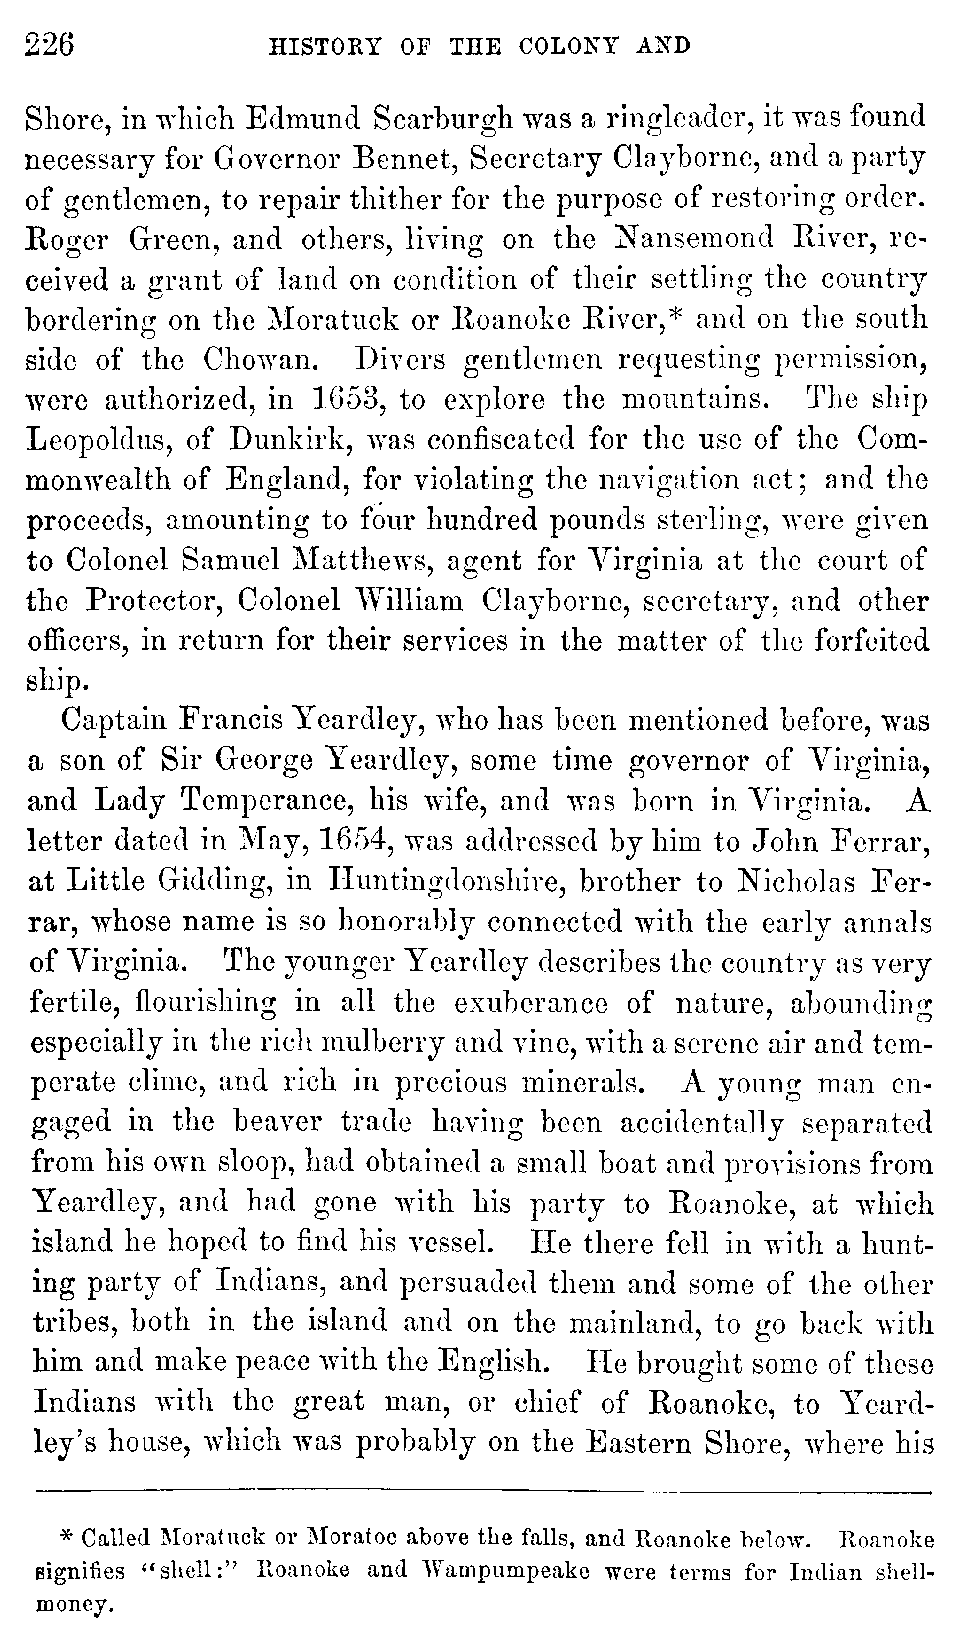 226 HISTORY OF THE COLONY AND
Shore, in which Edmund Scarburgh was a ringleader, it was found
necessary for Governor Bennet, Secretary Clayborne, and a party
of gentlemen, to repair thither for the purpose of restoring order.
Roger Green, and others, living on the Nansemond River, re-
ceived a grant of land on condition of their settling the country
bordering on the Moratuck or Roanoke River,* and on the south
side of the Chowan. Divers gentlemen requesting permission,
were authorized, in 1653, to explore the mountains. The ship
Leopoldus, of Dunkirk, was confiscated for the use of the Com-
monwealth of England, for violating the navigation act; and the
proceeds, amounting to four hundred pounds sterling, were given
to Colonel Samuel Matthews, agent for Virginia at the court of
the Protector, Colonel William Clayborne, secretary, and other
officers, in return for their services in the matter of the forfeited
ship.
Captain Francis Yeardley, who has been mentioned before, was
a son of Sir George Yeardley, some time governor of Virginia,
and Lady Temperance, his wife, and was born in Virginia. A
letter dated in May, 1654, was addressed by him to John Ferrar,
at Little Gidding, in Huntingdonshire, brother to Nicholas Fer-
rar, whose name is so honorably connected with the early annals
of Virginia. The younger Yeardley describes the country as very
fertile, flourishing in all the exuberance of nature, abounding
especially in the rich mulberry and vine, with a serene air and tem-
perate clime, and rich in precious minerals. A young man en-
gaged in the beaver trade having been accidentally separated
from his own sloop, had obtained a small boat and provisions from
Yeardley, and had gone with his party to Roanoke, at which
island he hoped to find his vessel. He there fell in with a hunt-
ing party of Indians, and persuaded them and some of the other
tribes, both in the island and on the mainland, to go back with
him and make peace with the English. He brought some of these
Indians with the great man, or chief of Roanoke, to Yeard-
ley's house, which was probably on the Eastern Shore, where his
* Called Moratuck or Moratoc above the falls, and Roanoke below. Roanoke
signifies "shell:" Roanoke and Wampumpeake were terms for Indian shell-
money.